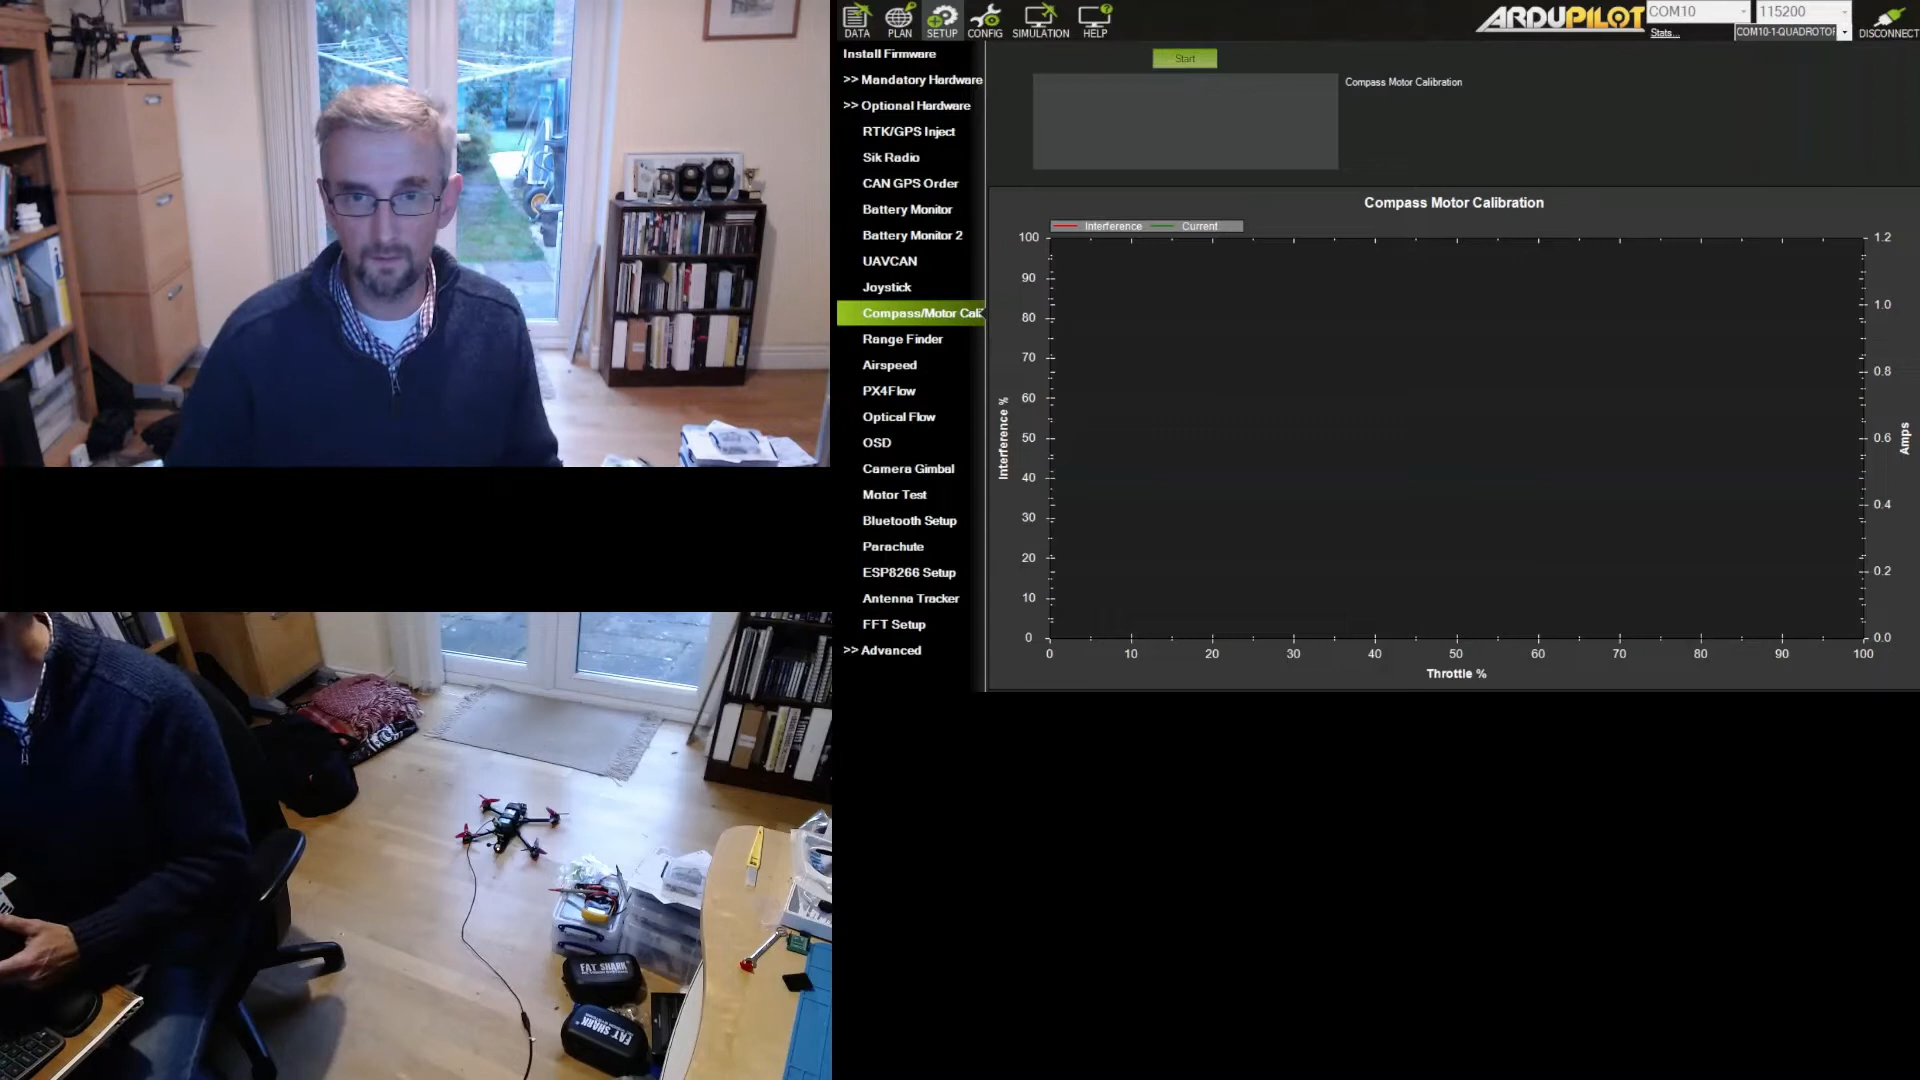 DATA
PLAN
SETUP
CONFIG
SIMULATION
HELP
ARDUPILOT
COM10
115200
Stats...
COM10-1-QUADROTOR
DISCONNECT
Install Firmware
>> Mandatory Hardware
>> Optional Hardware
RTK/GPS Inject
Sik Radio
CAN GPS Order
Battery Monitor
Battery Monitor 2
UAVCAN
Joystick
Compass/Motor Cali
Range Finder
Airspeed
PX4Flow
Optical Flow
OSD
Camera Gimbal
Motor Test
Bluetooth Setup
Parachute
ESP8266 Setup
Antenna Tracker
FFT Setup
>> Advanced
Start
Compass Motor Calibration
Compass Motor Calibration
Interference Current
100
90
80
70
60
50
40
30
20
10
0
Interference %
1.2
1.0
0.8
0.6
0.4
0.2
0.0
Amps
0 10 20 30 40 50 60 70 80 90 100
Throttle %
FAT SHARK
FAT SHARK